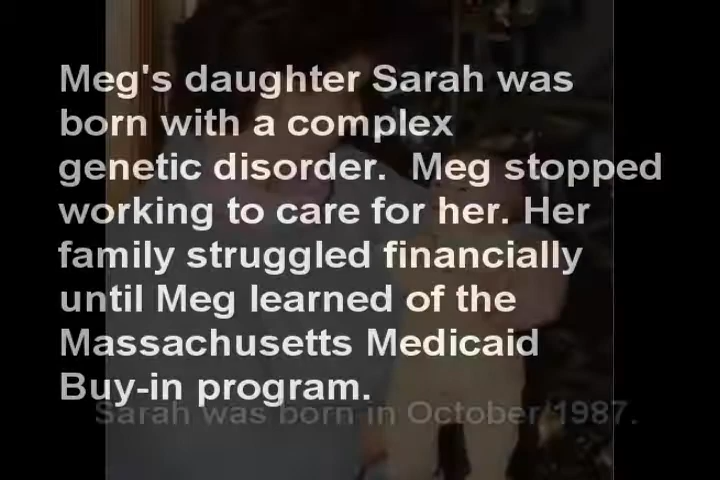 Meg's daughter Sarah was
born with a complex
genetic disorder.  Meg stopped
working to care for her. Her
family struggled financially
until Meg learned of the
Massachusetts Medicaid
Buy-in program.
Sarah was born in October 1987.